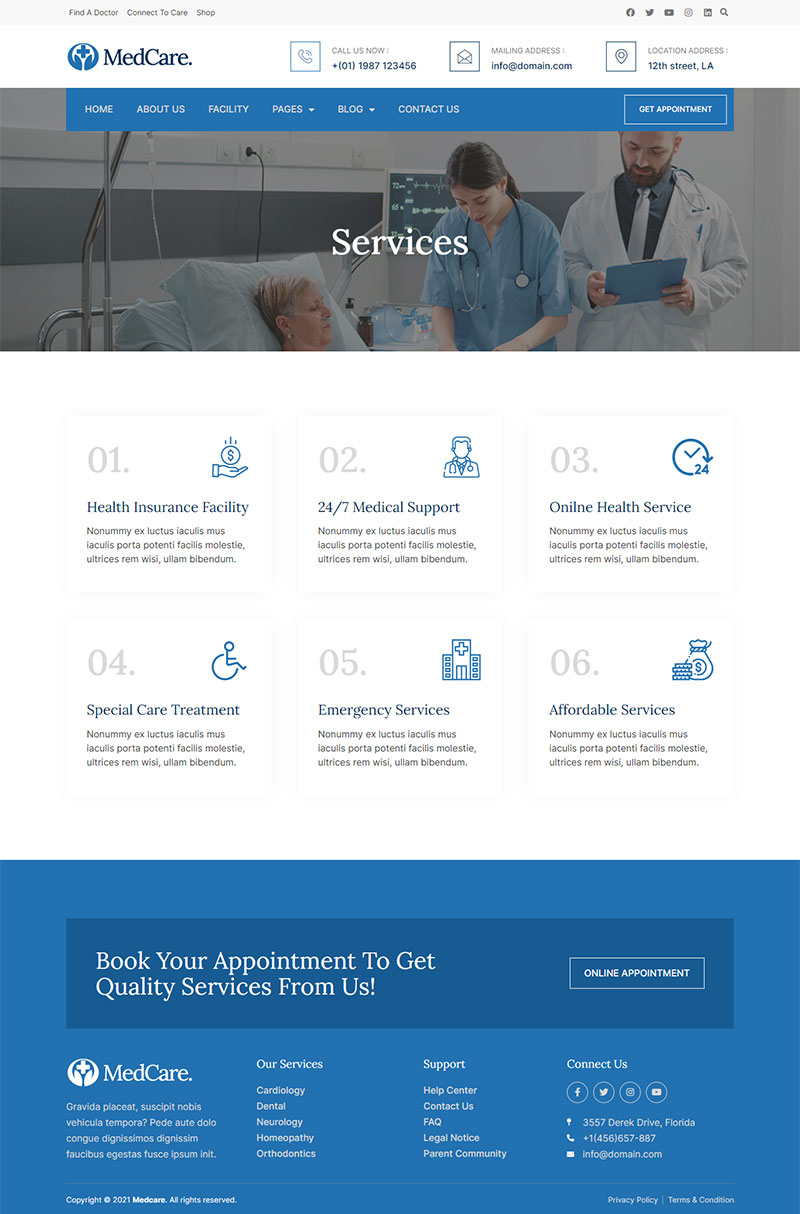 Find A Doctor Connect To Care Shop
MedCare.
CALL US NOW :
+(01) 1987 123456
MAILING ADDRESS :
info@domain.com
LOCATION ADDRESS :
12th street, LA
HOME ABOUT US FACILITY PAGES BLOG CONTACT US GET APPOINTMENT
72
Services
01.
Health Insurance Facility
Nonummy ex luctus iaculis mus
iaculis porta potenti facilis molestie,
ultrices rem wisi, ullam bibendum.
02.
24/7 Medical Support
Nonummy ex luctus iaculis mus
iaculis porta potenti facilis molestie,
ultrices rem wisi, ullam bibendum.
03.
24
Onilne Health Service
Nonummy ex luctus iaculis mus
iaculis porta potenti facilis molestie,
ultrices rem wisi, ullam bibendum.
04.
Special Care Treatment
Nonummy ex luctus iaculis mus
iaculis porta potenti facilis molestie,
ultrices rem wisi, ullam bibendum.
05.
Emergency Services
Nonummy ex luctus iaculis mus
iaculis porta potenti facilis molestie,
ultrices rem wisi, ullam bibendum.
06.
Affordable Services
Nonummy ex luctus iaculis mus
iaculis porta potenti facilis molestie,
ultrices rem wisi, ullam bibendum.
Book Your Appointment To Get
Quality Services From Us!
ONLINE APPOINTMENT
MedCare.
Gravida placeat, suscipit nobis
vehicula tempora? Pede aute dolo
congue dignissimos dignissim
faucibus egestas fusce ipsum init.
Our Services
Cardiology
Dental
Neurology
Homeopathy
Orthodontics
Support
Help Center
Contact Us
FAQ
Legal Notice
Parent Community
Connect Us
3557 Derek Drive, Florida
+1(456)657-887
info@domain.com
Copyright © 2021 Medcare. All rights reserved.
Privacy Policy | Terms & Condition